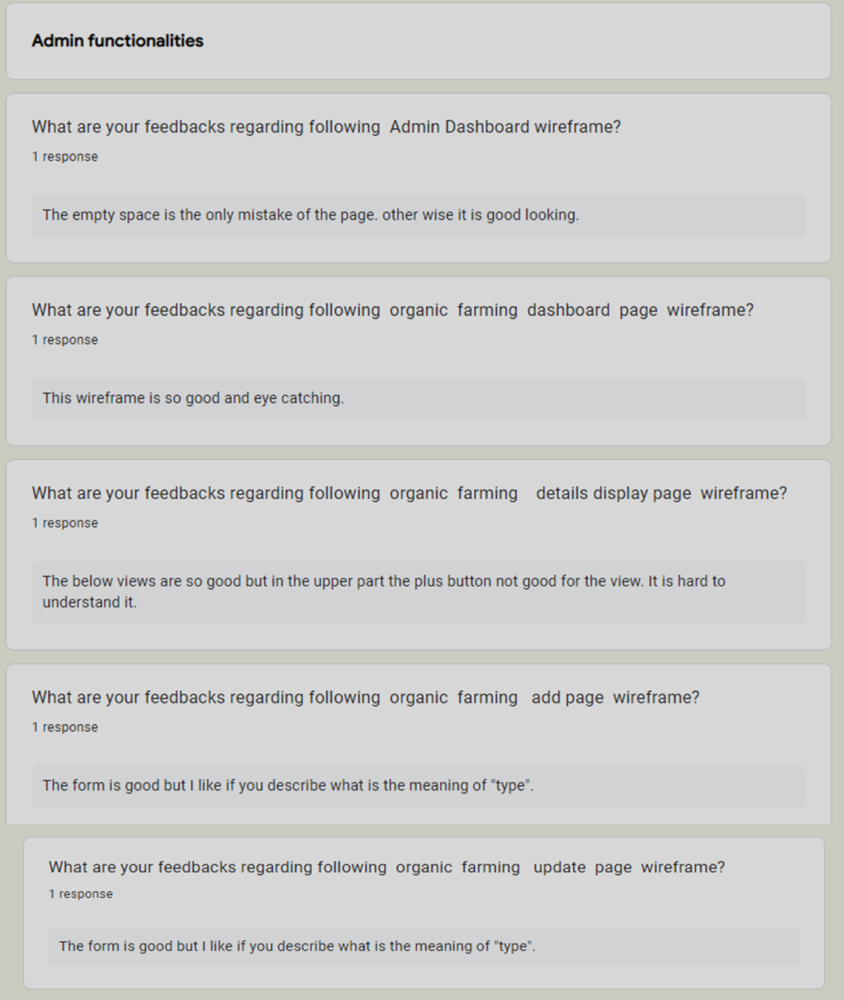 Admin functionalities
What are your feedbacks regarding following  Admin Dashboard wireframe?
1 response
The empty space is the only mistake of the page. other wise it is good looking.
What are your feedbacks regarding following  organic  farming  dashboard  page  wireframe?
1 response
This wireframe is so good and eye catching.
What are your feedbacks regarding following  organic  farming    details display page  wireframe?
1 response
The below views are so good but in the upper part the plus button not good for the view. It is hard to
understand it.
What are your feedbacks regarding following  organic  farming   add page  wireframe?
1 response
The form is good but I like if you describe what is the meaning of "type".
What are your feedbacks regarding following  organic  farming   update  page  wireframe?
1 response
The form is good but I like if you describe what is the meaning of "type".